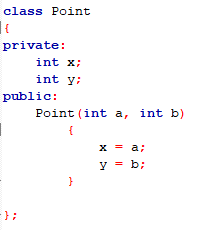 class Point
{
private:
    int x;
    int y;
public:
    Point(int a, int b)
        {
            x = a;
            y = b;
        }
};